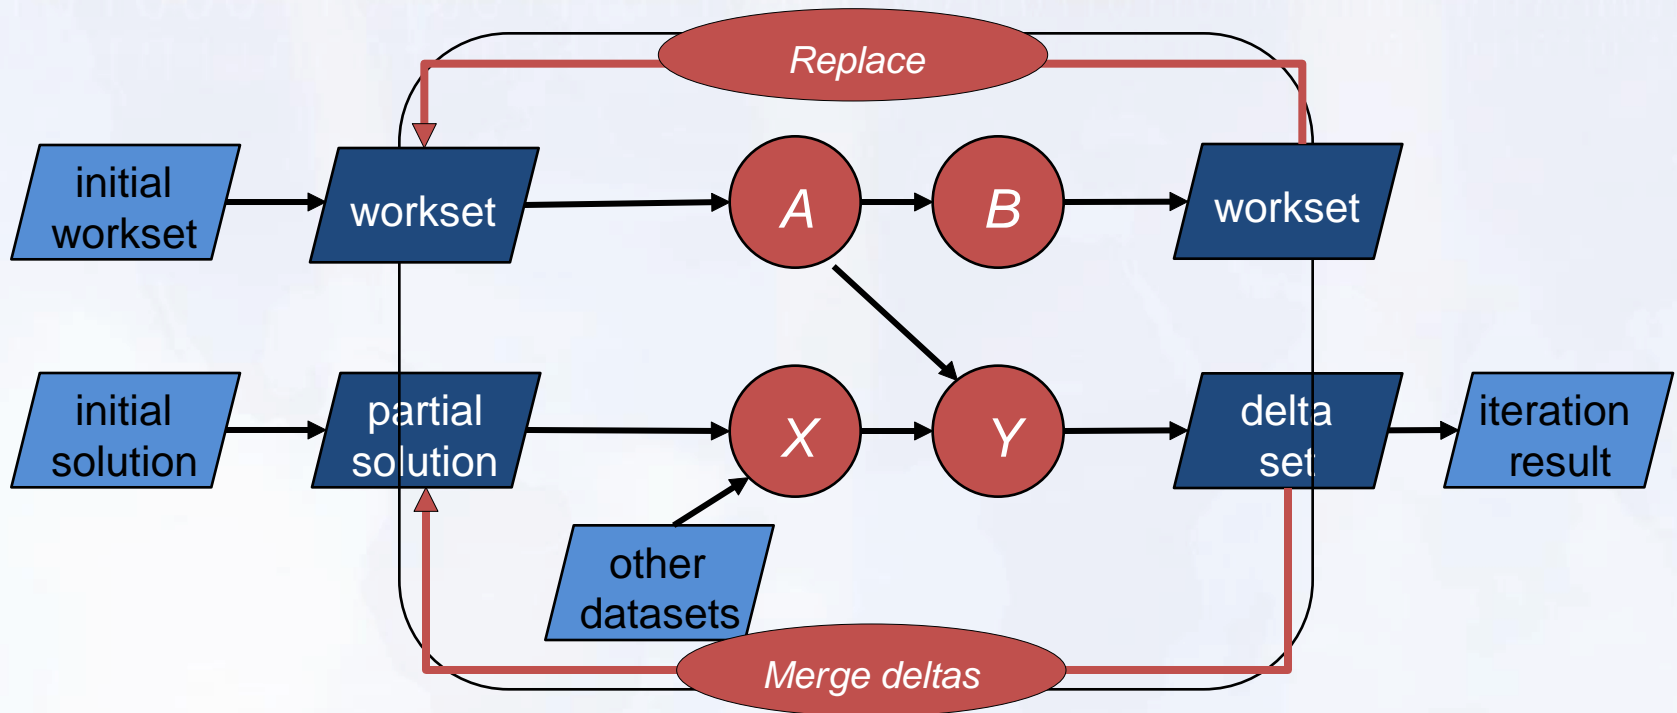 Replace
initial
workset
workset
A
B
workset
initial
solution
partial
solution
X
Y
delta
set
iteration
result
other
datasets
Merge deltas